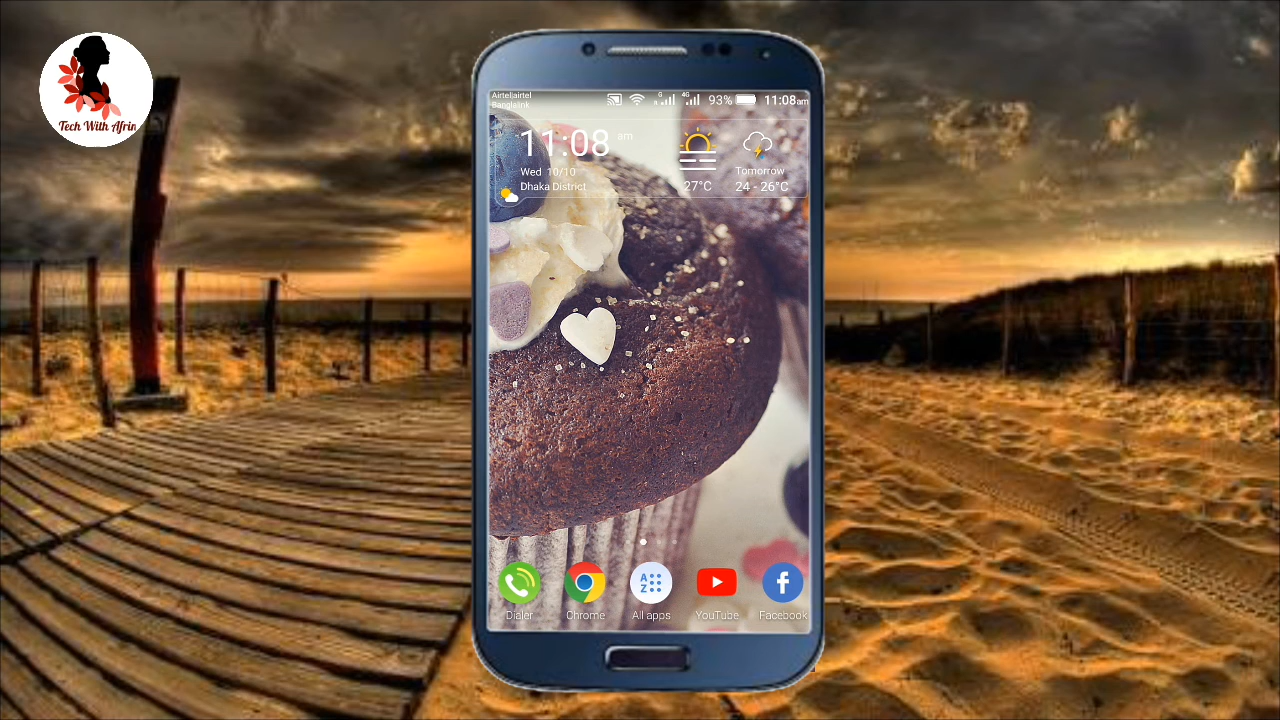 Tech With Afrin
Airtel|airtel
Banglalink
G
R
4G
93%
11:08am
11:08 am
Wed 10/10
Dhaka District
27°C
Tomorrow
24 - 26°C
A
Z
Dialer
Chrome
All apps
YouTube
Facebook